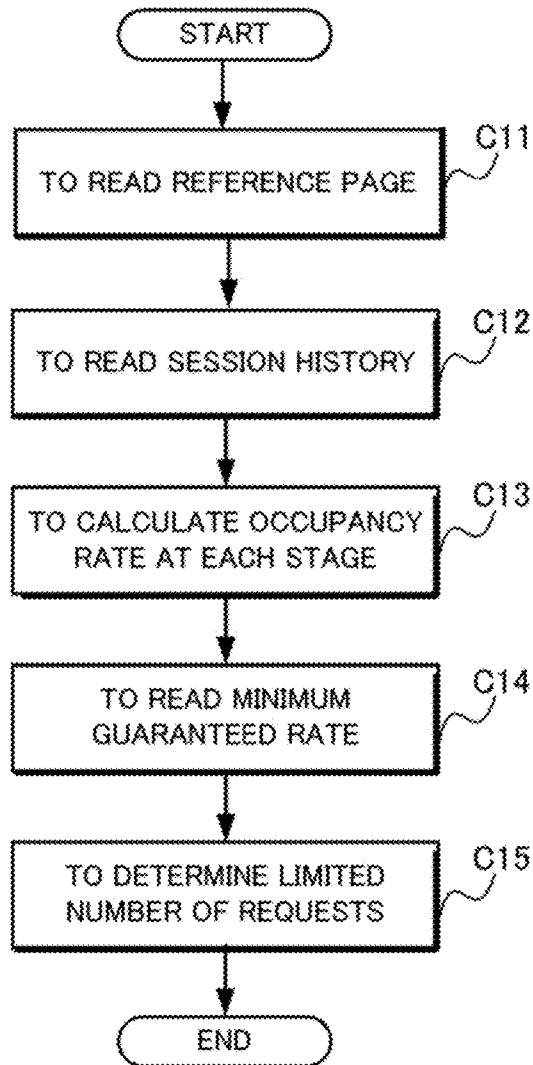 START
C11
TO READ REFERENCE PAGE
C12
TO READ SESSION HISTORY
C13
TO CALCULATE OCCUPANCY
RATE AT EACH STAGE
C14
TO READ MINIMUM
GUARANTEED RATE
C15
TO DETERMINE LIMITED
NUMBER OF REQUESTS
END